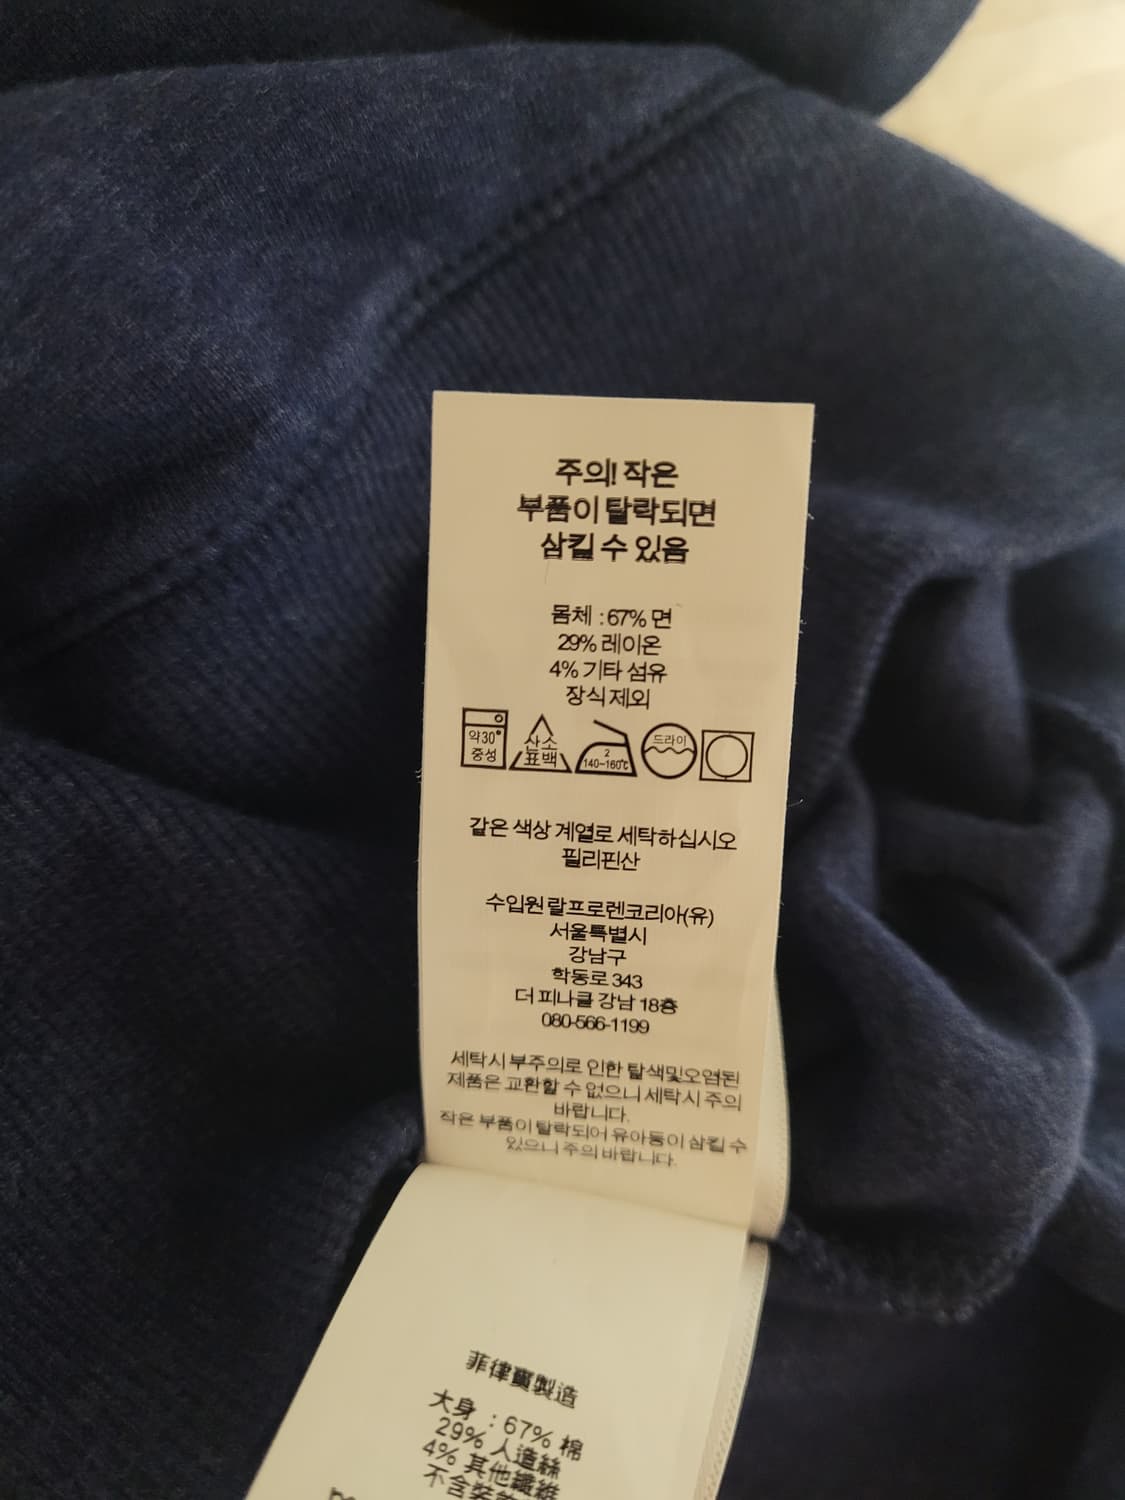 주의! 작은
부품이 탈락되면
삼킬 수 있음
몸체 : 67% 면
29% 레이온
4% 기타 섬유
장식 제외
약30°
중성
산소
표백
2
140~160℃
드라이
같은 색상 계열로 세탁하십시오
필리핀산
수입원 랄프로렌코리아(유)
서울특별시
강남구
학동로 343
더 피나클 강남 18층
080-566-1199
세탁시 부주의로 인한 탈색및오염된
제품은 교환할 수 없으니 세탁시 주의
바랍니다.
작은 부품이 탈락되어 유아등이 삼킬 수
있으니 주의 바랍니다.
菲律賓製造
大身 : 67% 棉
29% 人造絲
4% 其他纖維
不含裝飾